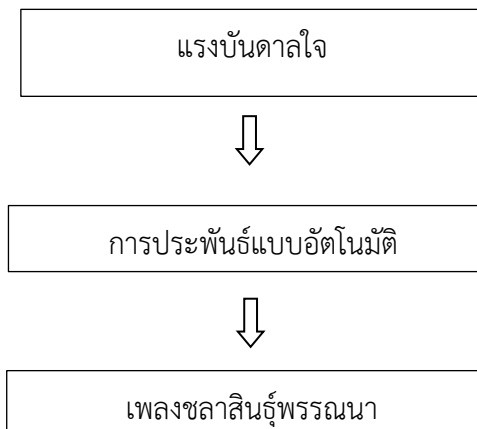 แรงบันดาลใจ
การประพันธ์แบบอัตโนมัติ
เพลงชลาสินธุ์พรรณนา